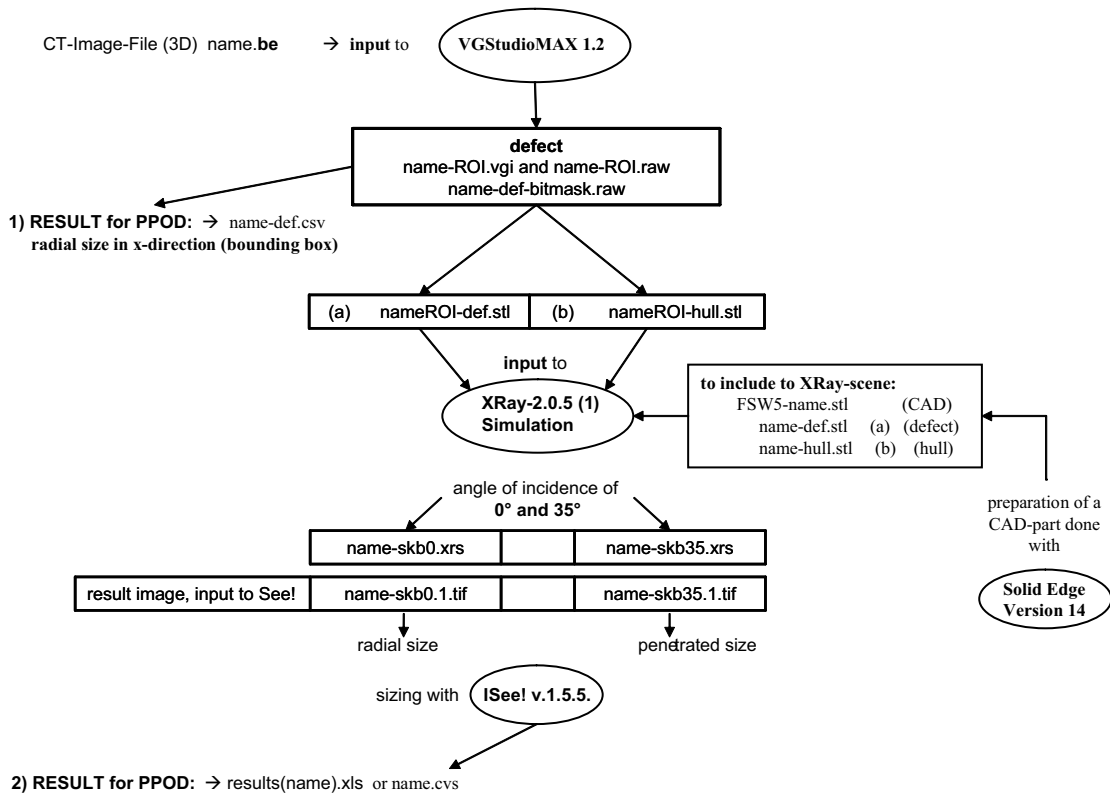 CT-Image-File (3D) name.be → input to
VGStudioMAX 1.2
defect
name-ROI.vgi and name-ROI.raw
name-def-bitmask.raw
1) RESULT for PPOD: → name-def.csv
radial size in x-direction (bounding box)
(a) nameROI-def.stl (b) nameROI-hull.stl
input to
XRay-2.0.5 (1)
Simulation
to include to XRay-scene:
FSW5-name.stl (CAD)
name-def.stl (a) (defect)
name-hull.stl (b) (hull)
preparation of a
CAD-part done
with
Solid Edge
Version 14
angle of incidence of
0° and 35°
name-skb0.xrs name-skb35.xrs
result image, input to See! name-skb0.1.tif name-skb35.1.tif
radial size penetrated size
sizing with ISee! v.1.5.5.
2) RESULT for PPOD: → results(name).xls or name.cvs